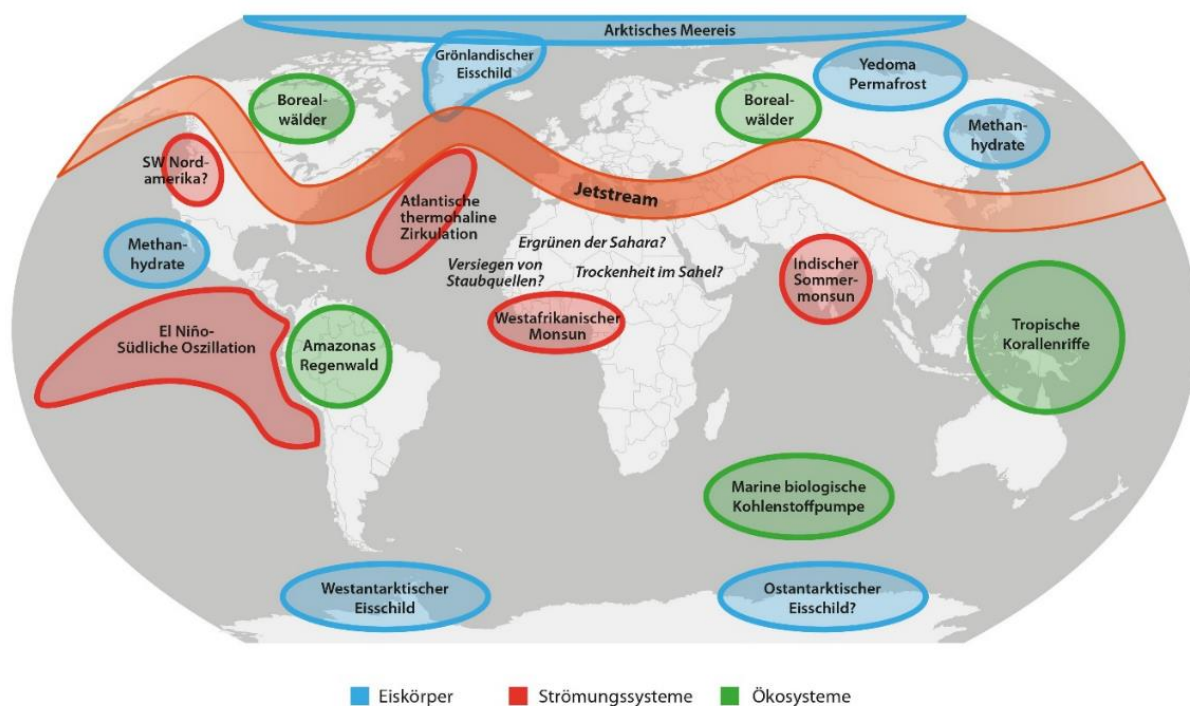 Arktisches Meereis
Grönlandischer
Eisschild
Yedoma
Permafrost
Boreal-
wälder
Boreal-
wälder
Methan-
hydrate
SW Nord-
amerika?
Jetstream
Atlantische
thermohaline
Zirkulation
Methan-
hydrate
Ergrünen der Sahara?
Versiegen von
Staubquellen?
Trockenheit im Sahel?
Indischer
Sommer-
monsun
El Niño-
Südliche Oszillation
Amazonas
Regenwald
Westafrikanischer
Monsun
Tropische
Korallenriffe
Marine biologische
Kohlenstoffpumpe
Westantarktischer
Eisschild
Ostantarktischer
Eisschild?
Eiskörper
Strömungssysteme
Ökosysteme